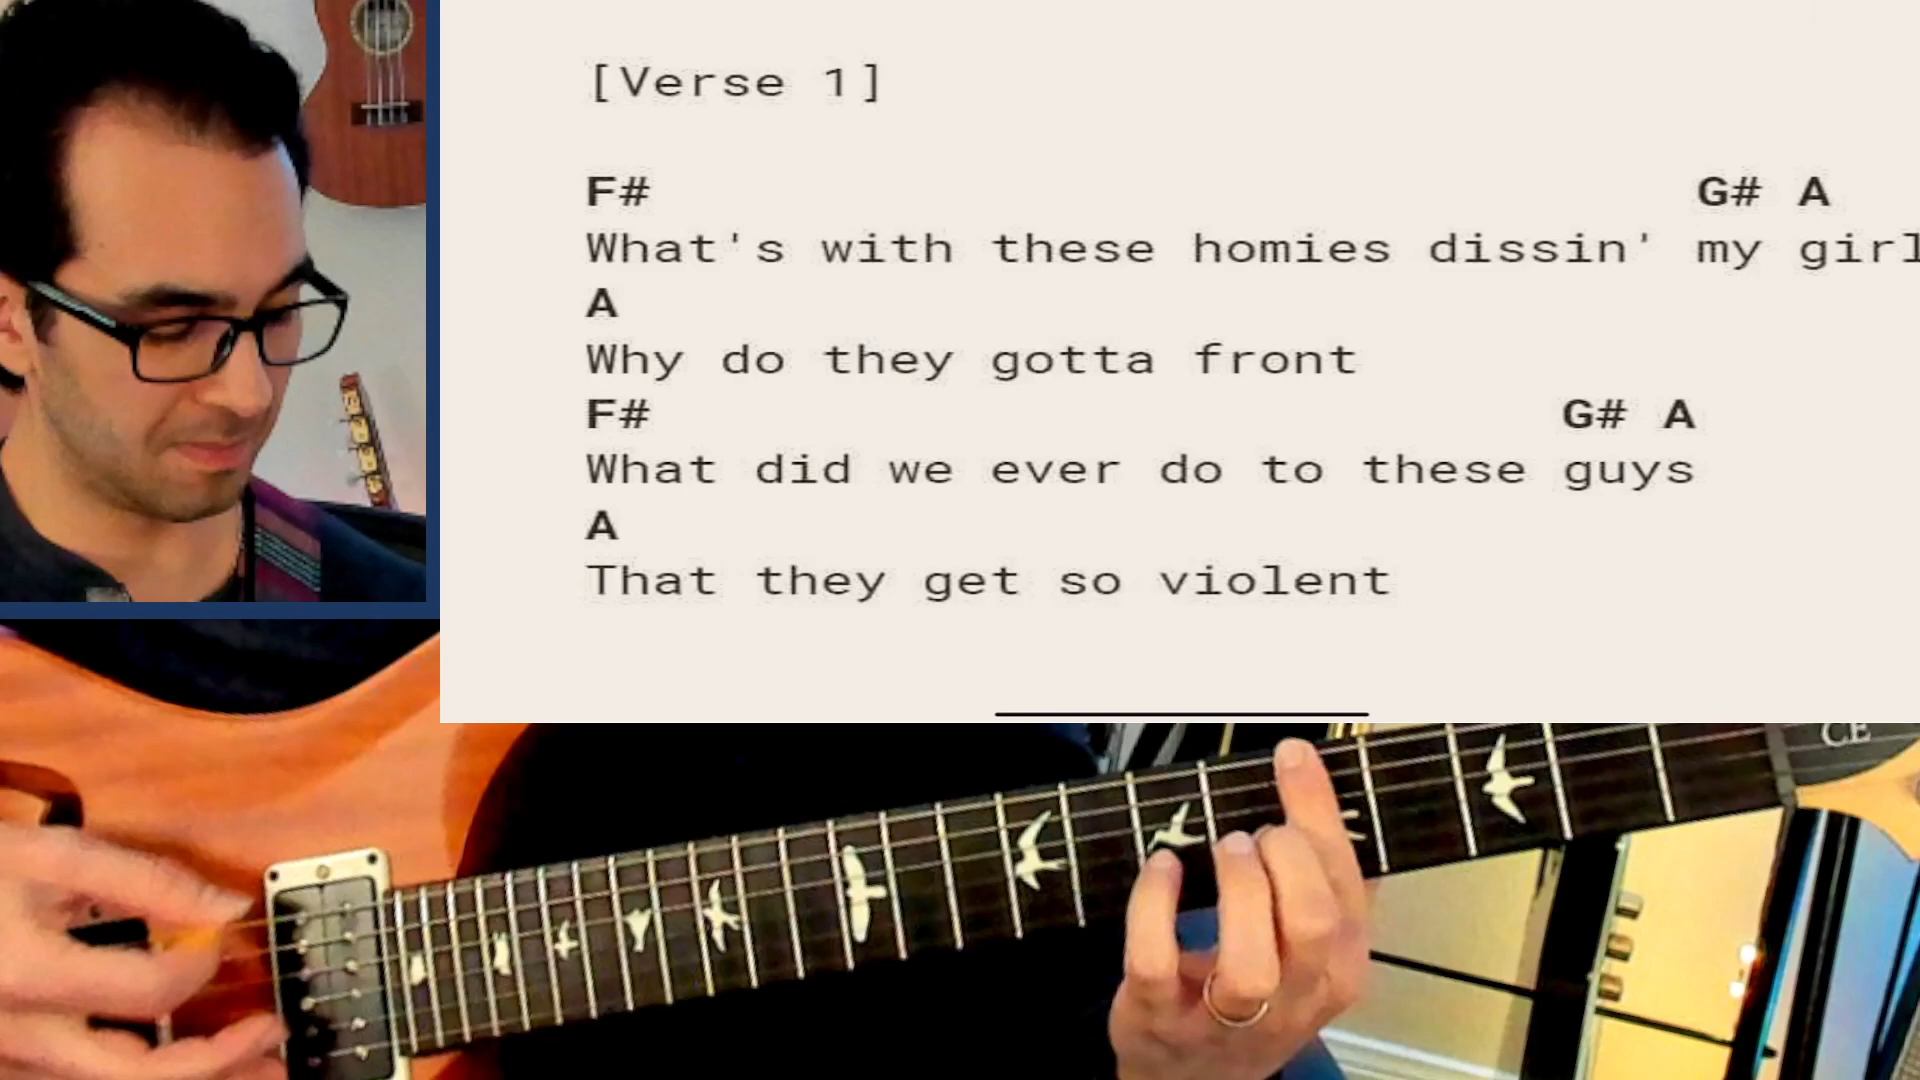 [Verse 1]
F# G# A
What's with these homies dissin' my girl
A
Why do they gotta front
F# G# A
What did we ever do to these guys
A
That they get so violent
CE